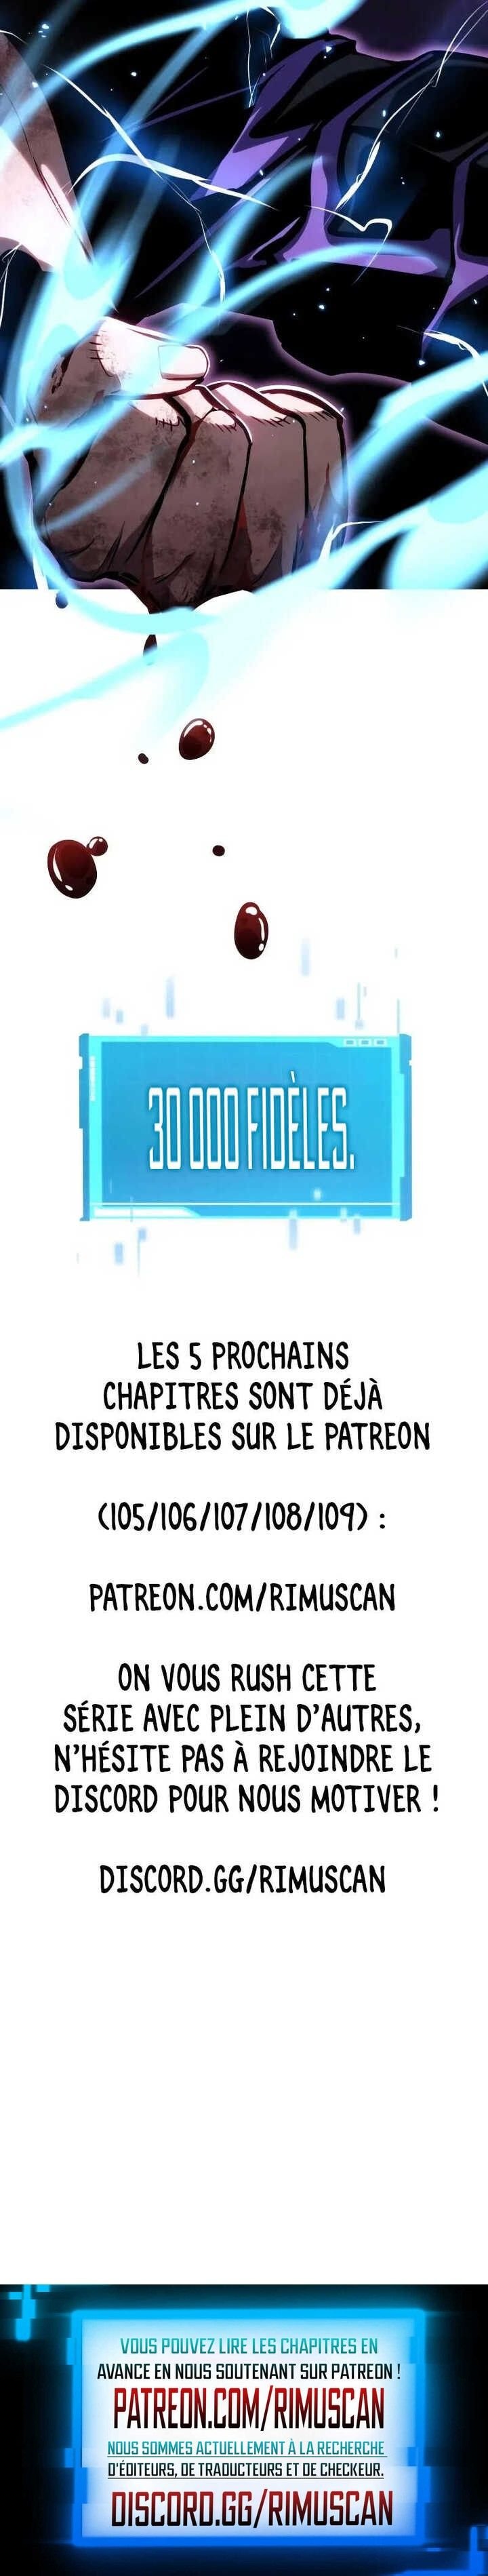 30 000 FIDÈLES.
LES 5 PROCHAINS
CHAPITRES SONT DÉJÀ
DISPONIBLES SUR LE PATREON
(105/106/107/108/109) :
PATREON.COM/RIMUSCAN
ON VOUS RUSH CETTE
SÉRIE AVEC PLEIN D'AUTRES,
N'HÉSITE PAS À REJOINDRE LE
DISCORD POUR NOUS MOTIVER !
DISCORD.GG/RIMUSCAN
VOUS POUVEZ LIRE LES CHAPITRES EN
AVANCE EN NOUS SOUTENANT SUR PATREON !
PATREON.COM/RIMUSCAN
NOUS SOMMES ACTUELLEMENT À LA RECHERCHE
D'ÉDITEURS, DE TRADUCTEURS ET DE CHECKEUR.
DISCORD.GG/RIMUSCAN